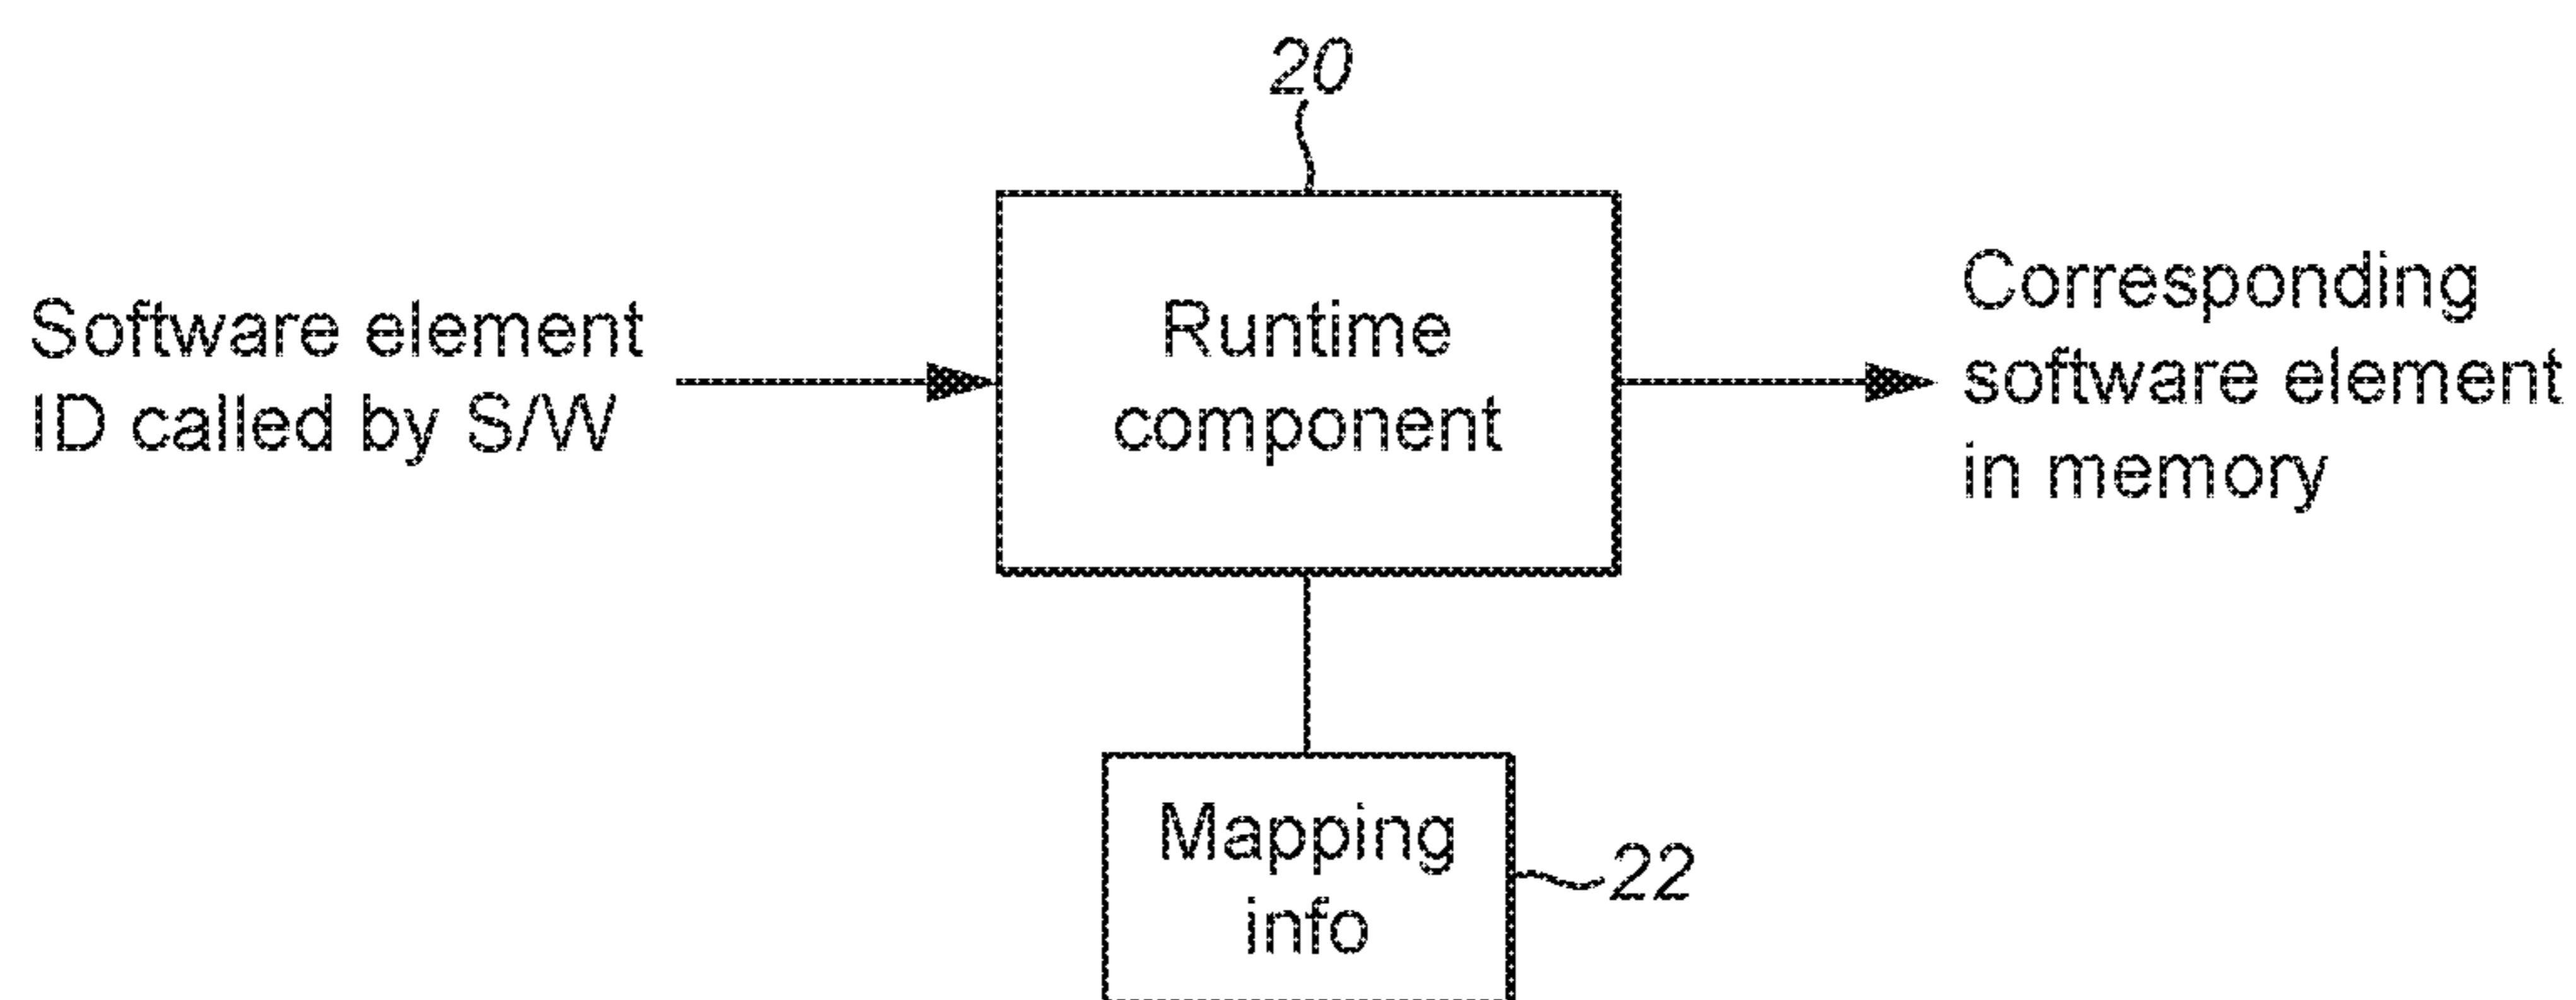 20
Software element
ID called by S/W
Runtime
component
Corresponding
software element
in memory
Mapping
info
22